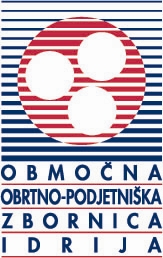 OBMOČNA
OBRTNO-PODJETNIŠKA
ZBORNICA
IDRIJA